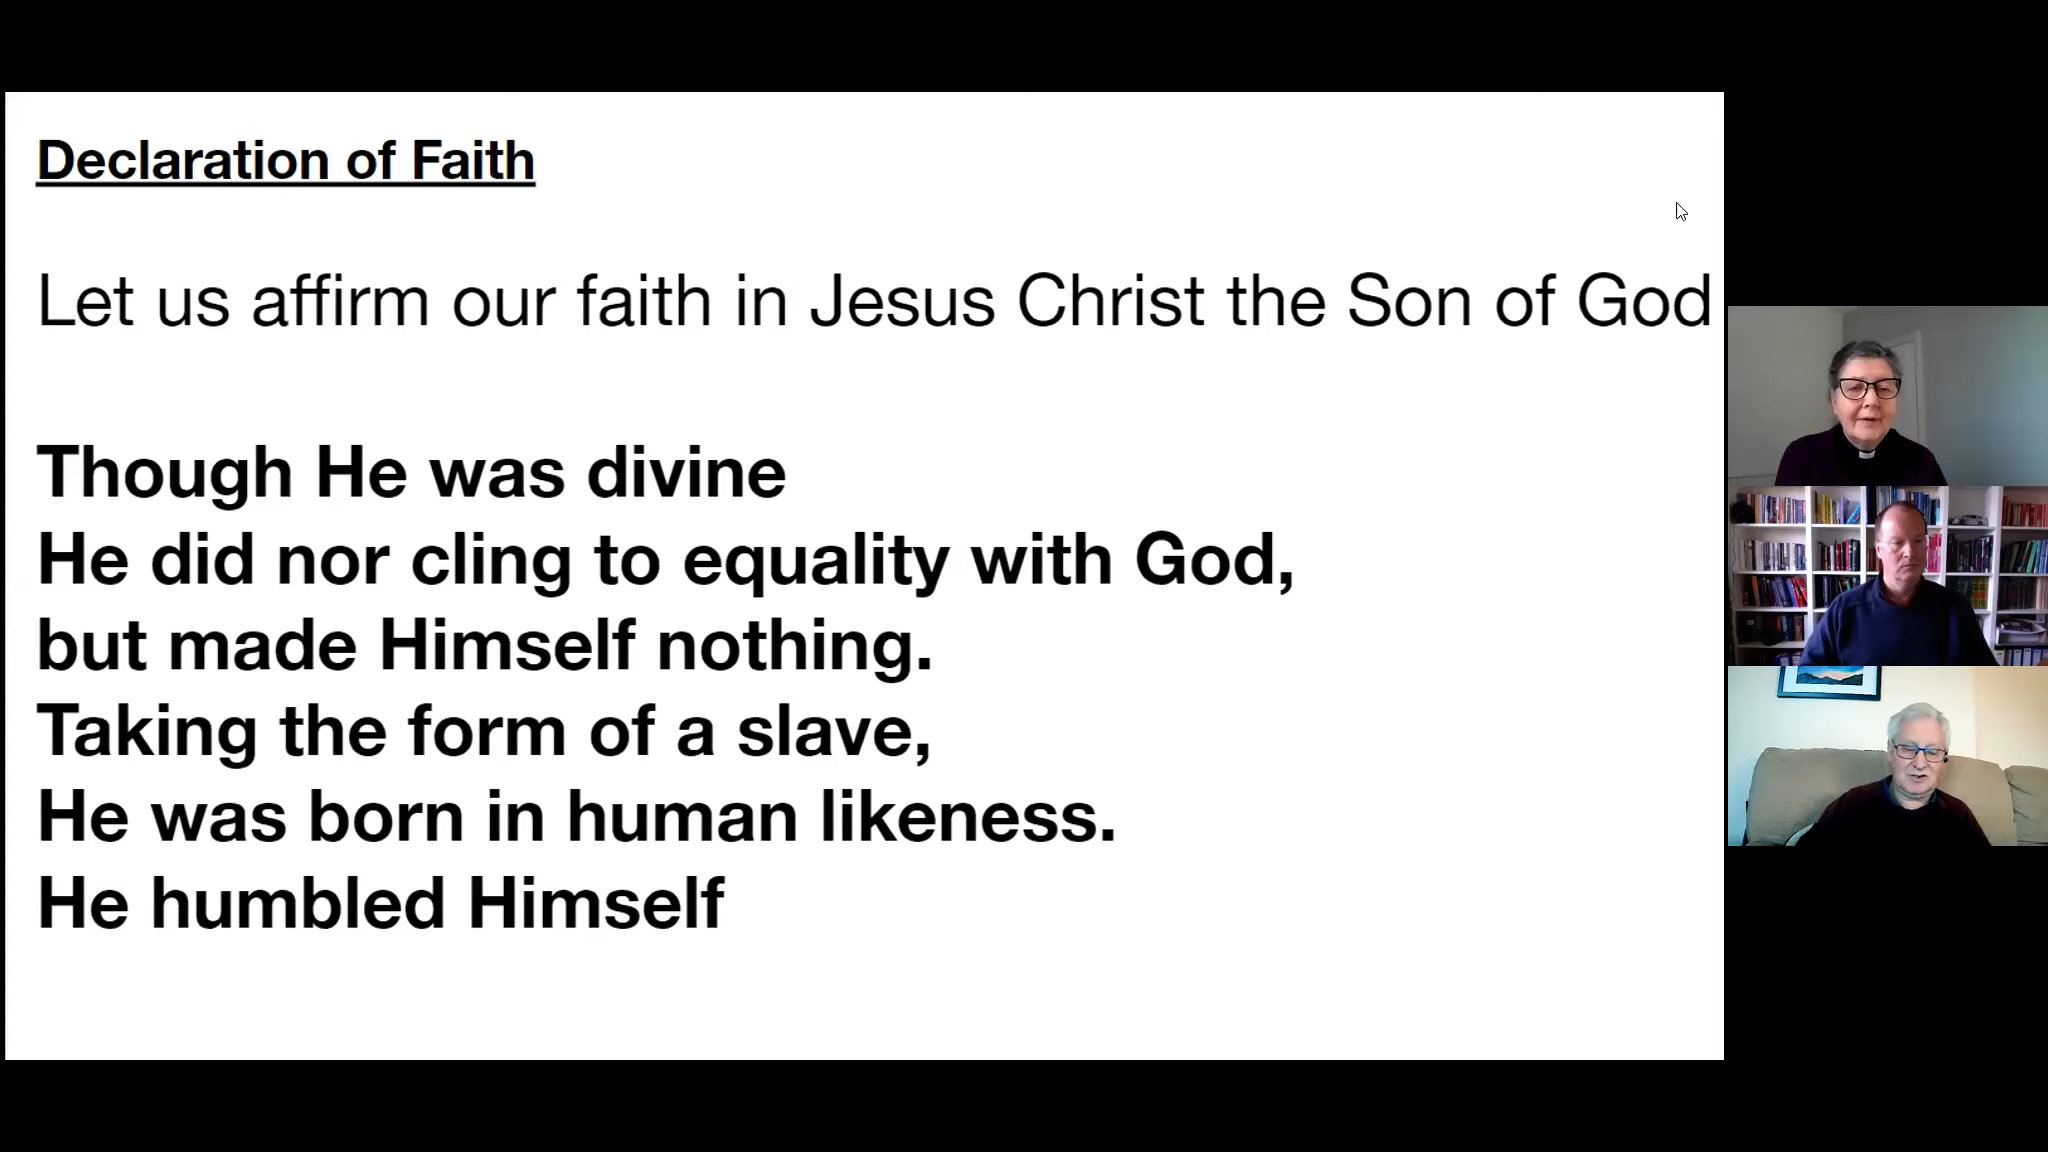 Declaration of Faith
Let us affirm our faith in Jesus Christ the Son of God
Though He was divine
He did nor cling to equality with God,
but made Himself nothing.
Taking the form of a slave,
He was born in human likeness.
He humbled Himself